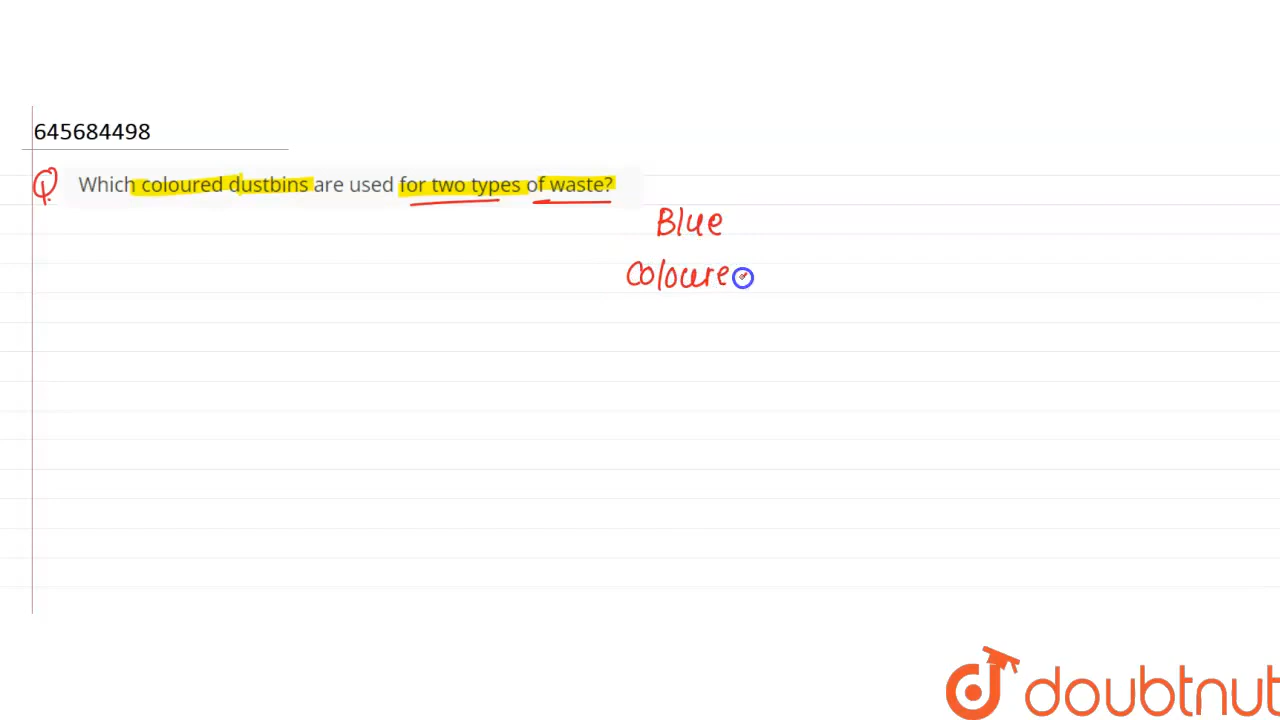 645684498
Q. Which coloured dustbins are used for two types of waste?
Blue
Coloure
doubtnut